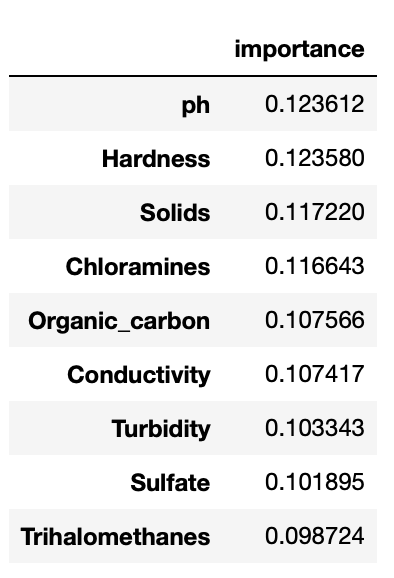 importance
ph 0.123612
Hardness 0.123580
Solids 0.117220
Chloramines 0.116643
Organic_carbon 0.107566
Conductivity 0.107417
Turbidity 0.103343
Sulfate 0.101895
Trihalomethanes 0.098724